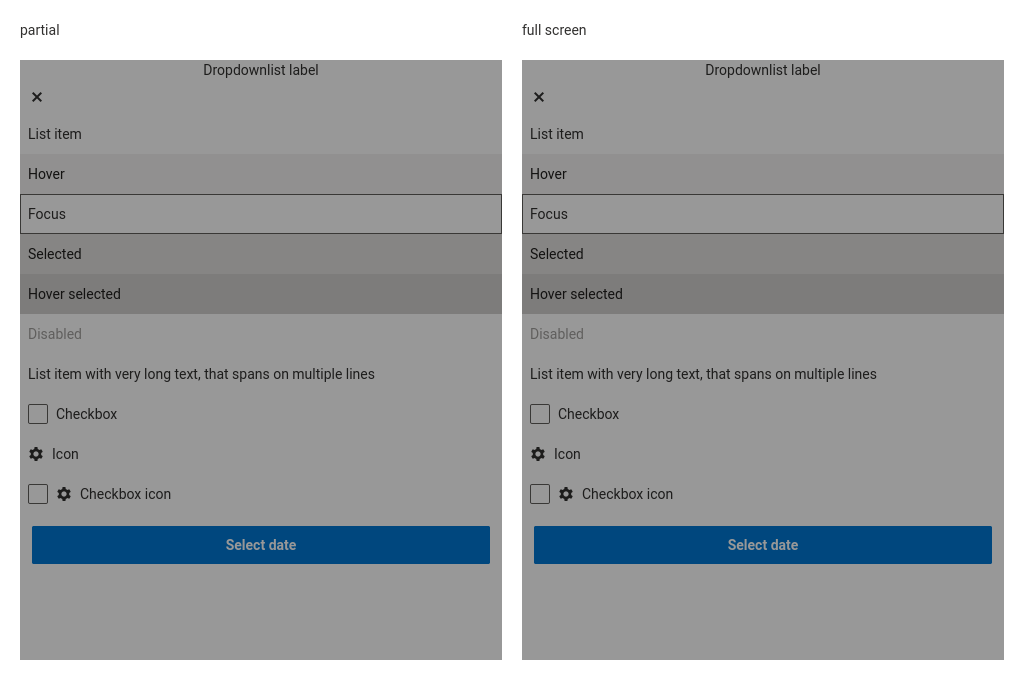 partial
Dropdownlist label
List item
Hover
Focus
Selected
Hover selected
Disabled
List item with very long text, that spans on multiple lines
Checkbox
Icon
Checkbox icon
Select date
full screen
Dropdownlist label
List item
Hover
Focus
Selected
Hover selected
Disabled
List item with very long text, that spans on multiple lines
Checkbox
Icon
Checkbox icon
Select date